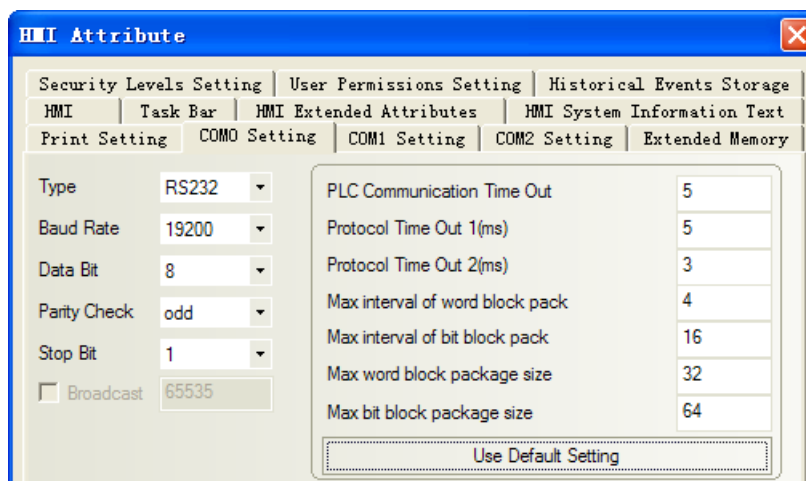 HMI Attribute
Security Levels Setting User Permissions Setting Historical Events Storage
HMI Task Bar HMI Extended Attributes HMI System Information Text
Print Setting COM0 Setting COM1 Setting COM2 Setting Extended Memory
Type RS232
Baud Rate 19200
Data Bit 8
Parity Check odd
Stop Bit 1
Broadcast 65535
PLC Communication Time Out 5
Protocol Time Out 1(ms) 5
Protocol Time Out 2(ms) 3
Max interval of word block pack 4
Max interval of bit block pack 16
Max word block package size 32
Max bit block package size 64
Use Default Setting